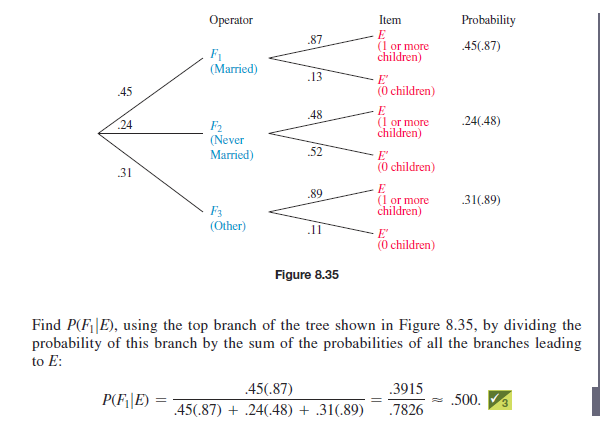 Operator Item Probability
.87 E
(1 or more
children) .45(.87)
F₁
(Married)
.13 E′
(0 children)
.45
.48 E
(1 or more
children) .24(.48)
.24 F₂
(Never
Married)
.52 E′
(0 children)
.31
.89 E
(1 or more
children) .31(.89)
F₃
(Other)
.11 E′
(0 children)
Figure 8.35
Find P(F₁|E), using the top branch of the tree shown in Figure 8.35, by dividing the
probability of this branch by the sum of the probabilities of all the branches leading
to E:
P(F₁|E) = .45(.87) / .45(.87) + .24(.48) + .31(.89) = .3915 / .7826 ≈ .500. ✓3